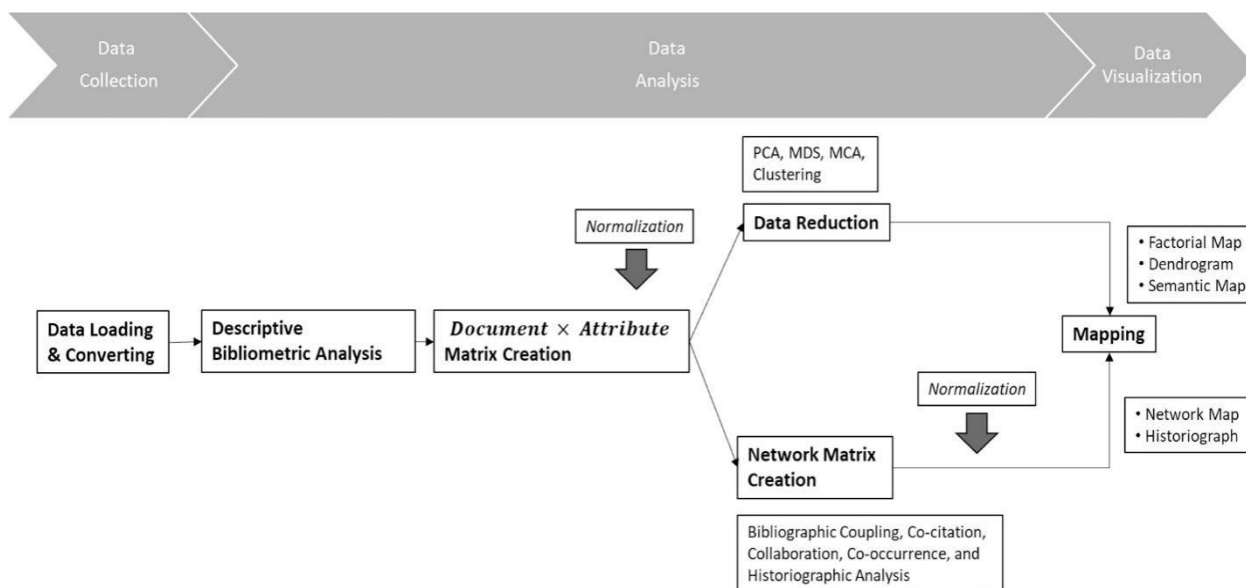 Data
Collection
Data
Analysis
Data
Visualization
PCA, MDS, MCA,
Clustering
Normalization
Data Reduction
• Factorial Map
• Dendrogram
• Semantic Map
Data Loading
& Converting
Descriptive
Bibliometric Analysis
Document × Attribute
Matrix Creation
Mapping
Normalization
• Network Map
• Historiograph
Network Matrix
Creation
Bibliographic Coupling, Co-citation,
Collaboration, Co-occurrence, and
Historiographic Analysis